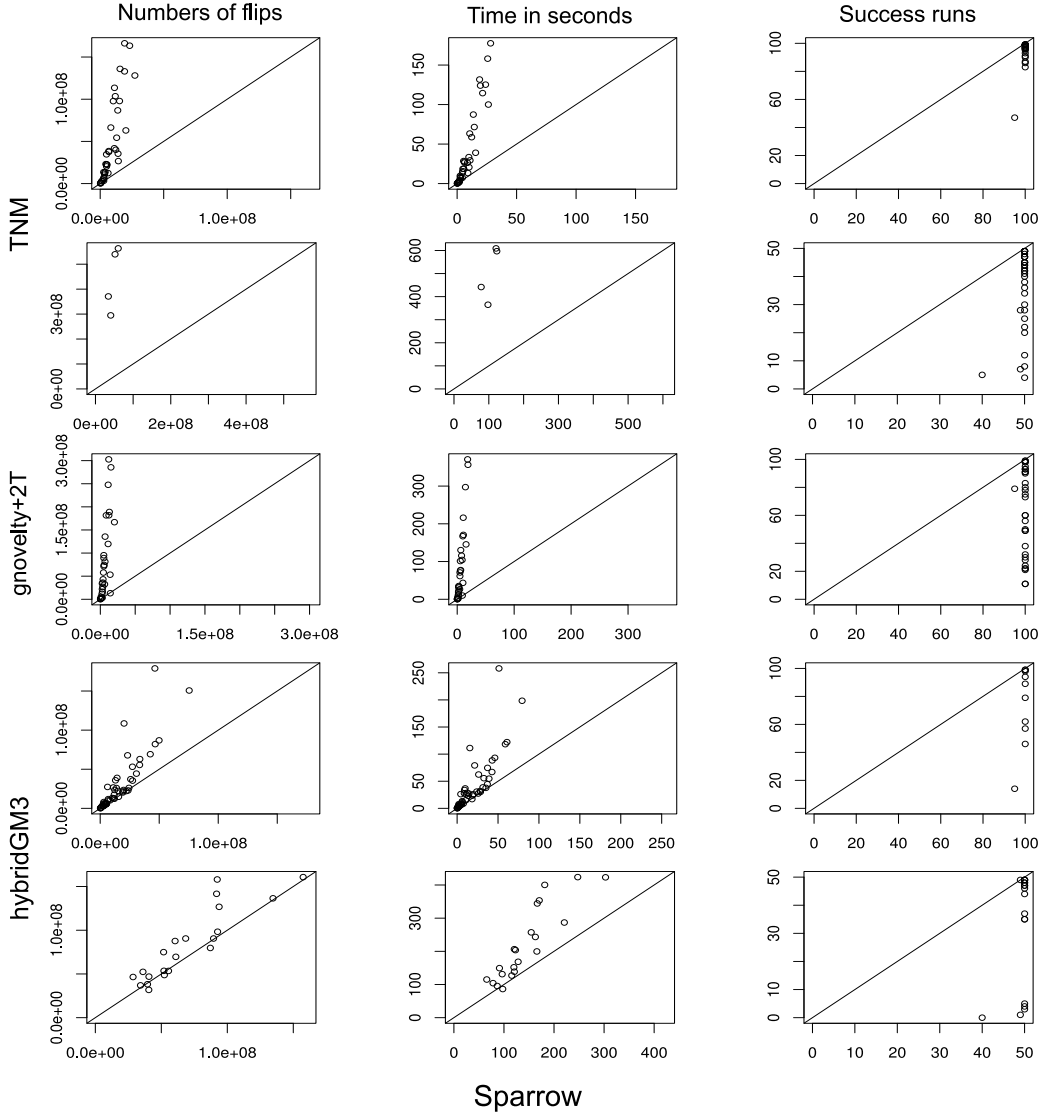 Numbers of flips
Time in seconds
Success runs
TNM
0.0e+00 1.0e+08
0.0e+00 1.0e+08
0 50 100 150
0 50 100 150
0 20 60 100
0 20 40 60 80 100
0e+00 3e+08
0e+00 2e+08 4e+08
0 200 400 600
0 100 300 500
0 10 30 50
0 10 20 30 40 50
gnovelty+2T
0.0e+00 1.5e+08 3.0e+08
0.0e+00 1.5e+08 3.0e+08
0 100 200 300
0 100 200 300
0 20 60 100
0 20 40 60 80 100
hybridGM3
0.0e+00 1.0e+08
0.0e+00 1.0e+08
0 50 150 250
0 50 100 150 200 250
0 20 60 100
0 20 40 60 80 100
0.0e+00 1.0e+08
0.0e+00 1.0e+08
0 100 300
0 100 200 300 400
0 10 30 50
0 10 20 30 40 50
Sparrow